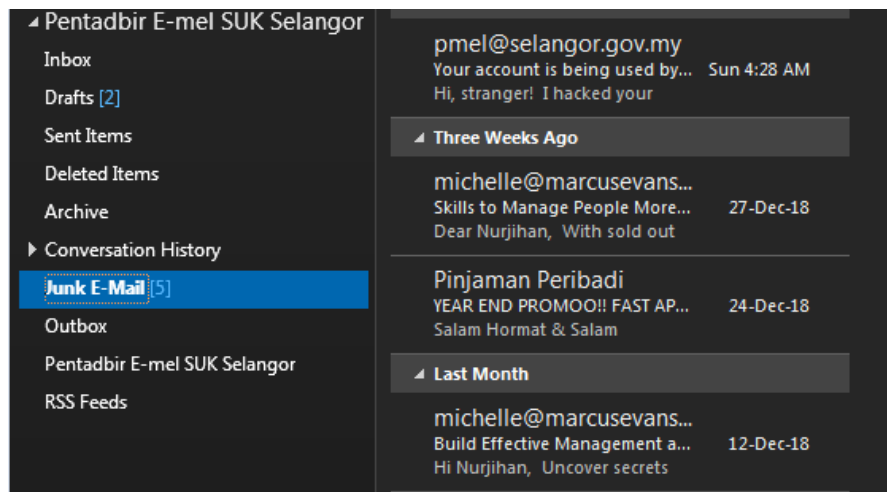 Pentadbir E-mel SUK Selangor
Inbox
Drafts [2]
Sent Items
Deleted Items
Archive
Conversation History
Junk E-Mail [5]
Outbox
Pentadbir E-mel SUK Selangor
RSS Feeds
pmel@selangor.gov.my
Your account is being used by... Sun 4:28 AM
Hi, stranger! I hacked your
Three Weeks Ago
michelle@marcusevans...
Skills to Manage People More... 27-Dec-18
Dear Nurjihan, With sold out
Pinjaman Peribadi
YEAR END PROMOO!! FAST AP... 24-Dec-18
Salam Hormat & Salam
Last Month
michelle@marcusevans...
Build Effective Management a... 12-Dec-18
Hi Nurjihan, Uncover secrets